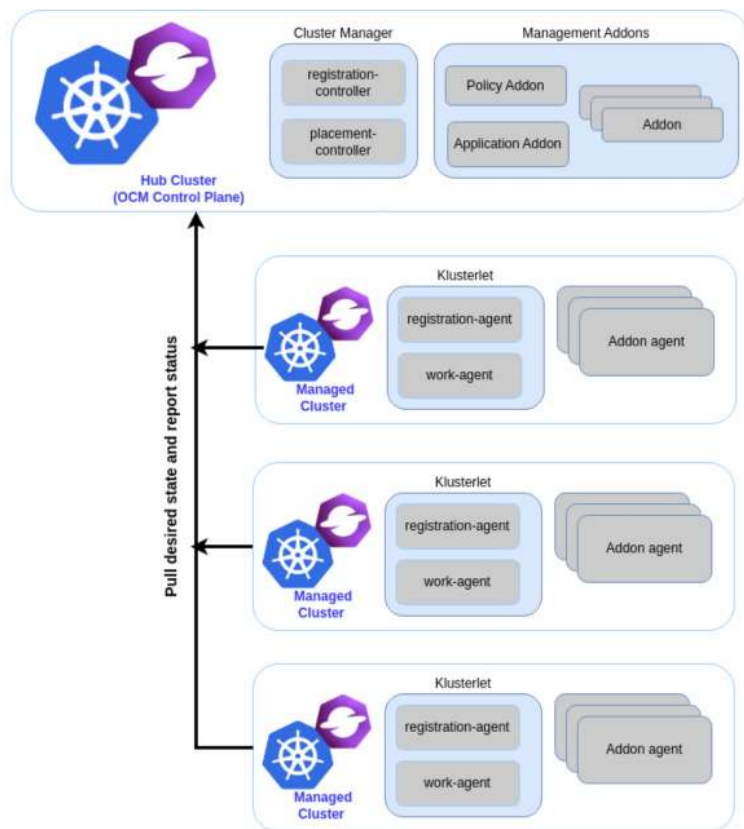 Cluster Manager
Management Addons
registration-
controller
placement-
controller
Policy Addon
Application Addon
Addon
Hub Cluster
(OCM Control Plane)
Pull desired state and report status
Klusterlet
registration-agent
work-agent
Addon agent
Managed
Cluster
Klusterlet
registration-agent
work-agent
Addon agent
Managed
Cluster
Klusterlet
registration-agent
work-agent
Addon agent
Managed
Cluster